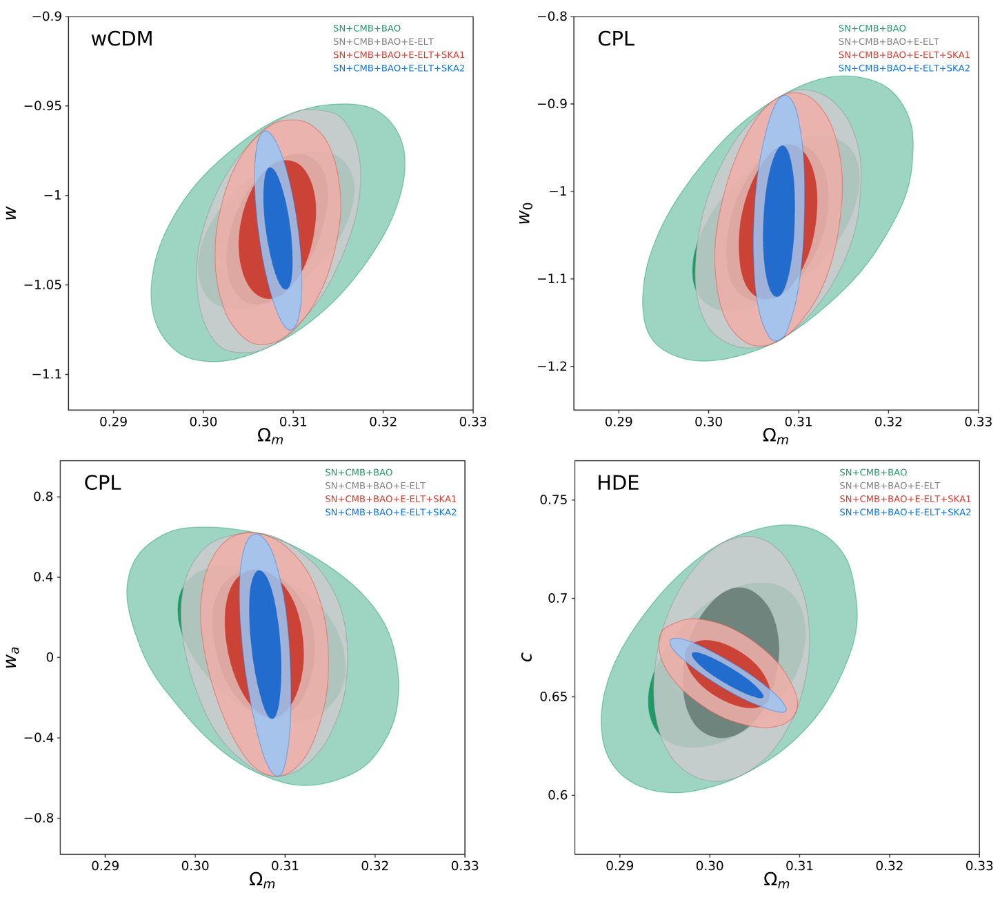 wCDM
SN+CMB+BAO
SN+CMB+BAO+E-ELT
SN+CMB+BAO+E-ELT+SKA1
SN+CMB+BAO+E-ELT+SKA2
−0.9
−0.95
−1
−1.05
−1.1
w
0.29 0.30 0.31 0.32 0.33
Ωm
CPL
SN+CMB+BAO
SN+CMB+BAO+E-ELT
SN+CMB+BAO+E-ELT+SKA1
SN+CMB+BAO+E-ELT+SKA2
−0.8
−0.9
−1
−1.1
−1.2
w0
0.29 0.30 0.31 0.32 0.33
Ωm
CPL
SN+CMB+BAO
SN+CMB+BAO+E-ELT
SN+CMB+BAO+E-ELT+SKA1
SN+CMB+BAO+E-ELT+SKA2
0.8
0.4
0
−0.4
−0.8
wa
0.29 0.30 0.31 0.32 0.33
Ωm
HDE
SN+CMB+BAO
SN+CMB+BAO+E-ELT
SN+CMB+BAO+E-ELT+SKA1
SN+CMB+BAO+E-ELT+SKA2
0.75
0.7
0.65
0.6
c
0.29 0.30 0.31 0.32 0.33
Ωm